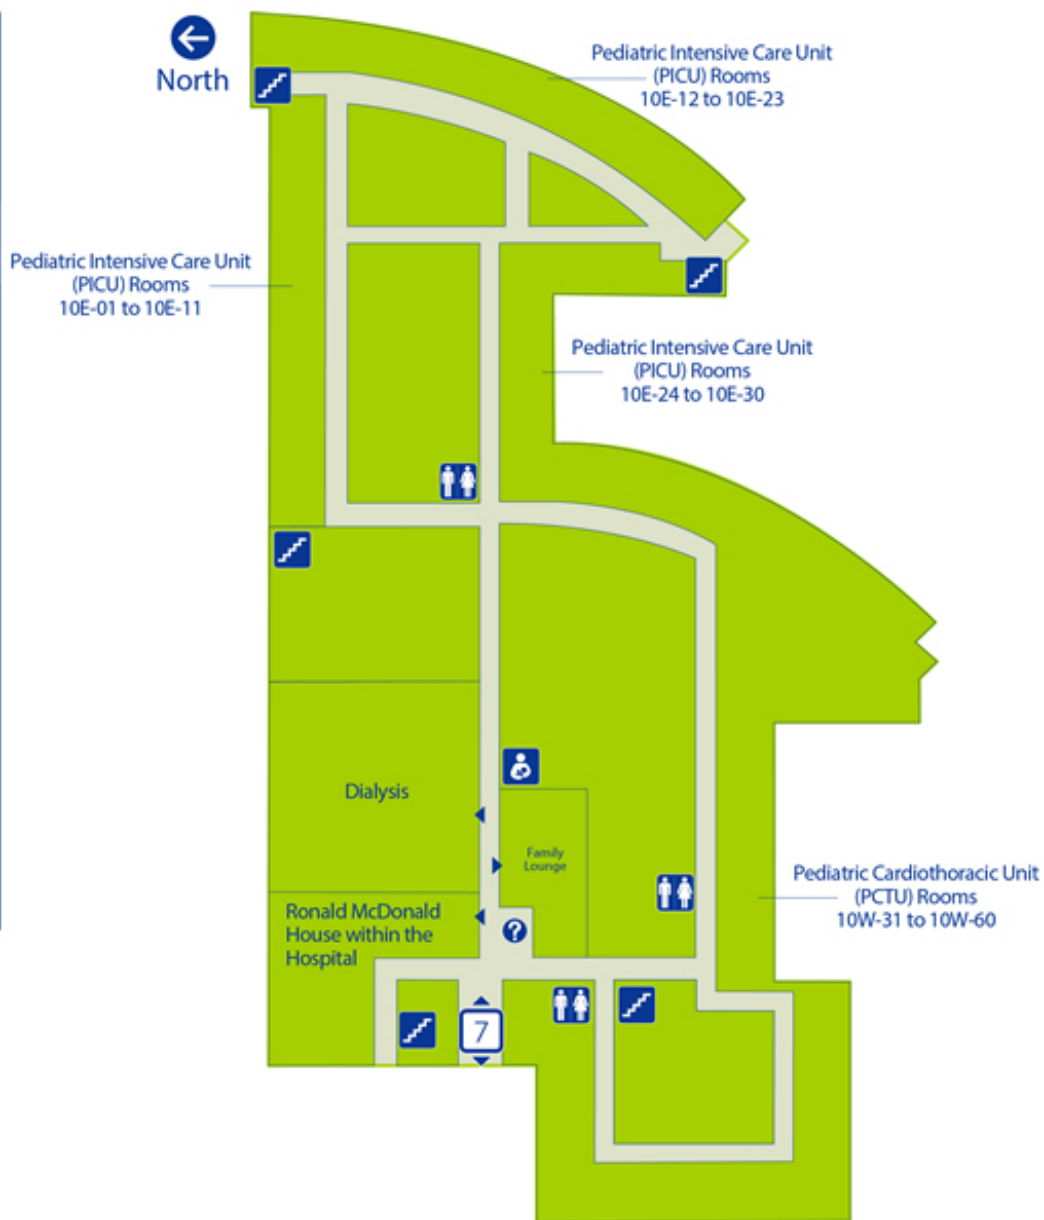 North
Pediatric Intensive Care Unit
(PICU) Rooms
10E-12 to 10E-23
Pediatric Intensive Care Unit
(PICU) Rooms
10E-01 to 10E-11
Pediatric Intensive Care Unit
(PICU) Rooms
10E-24 to 10E-30
Dialysis
Family
Lounge
Pediatric Cardiothoracic Unit
(PCTU) Rooms
10W-31 to 10W-60
Ronald McDonald
House within the
Hospital
?
7